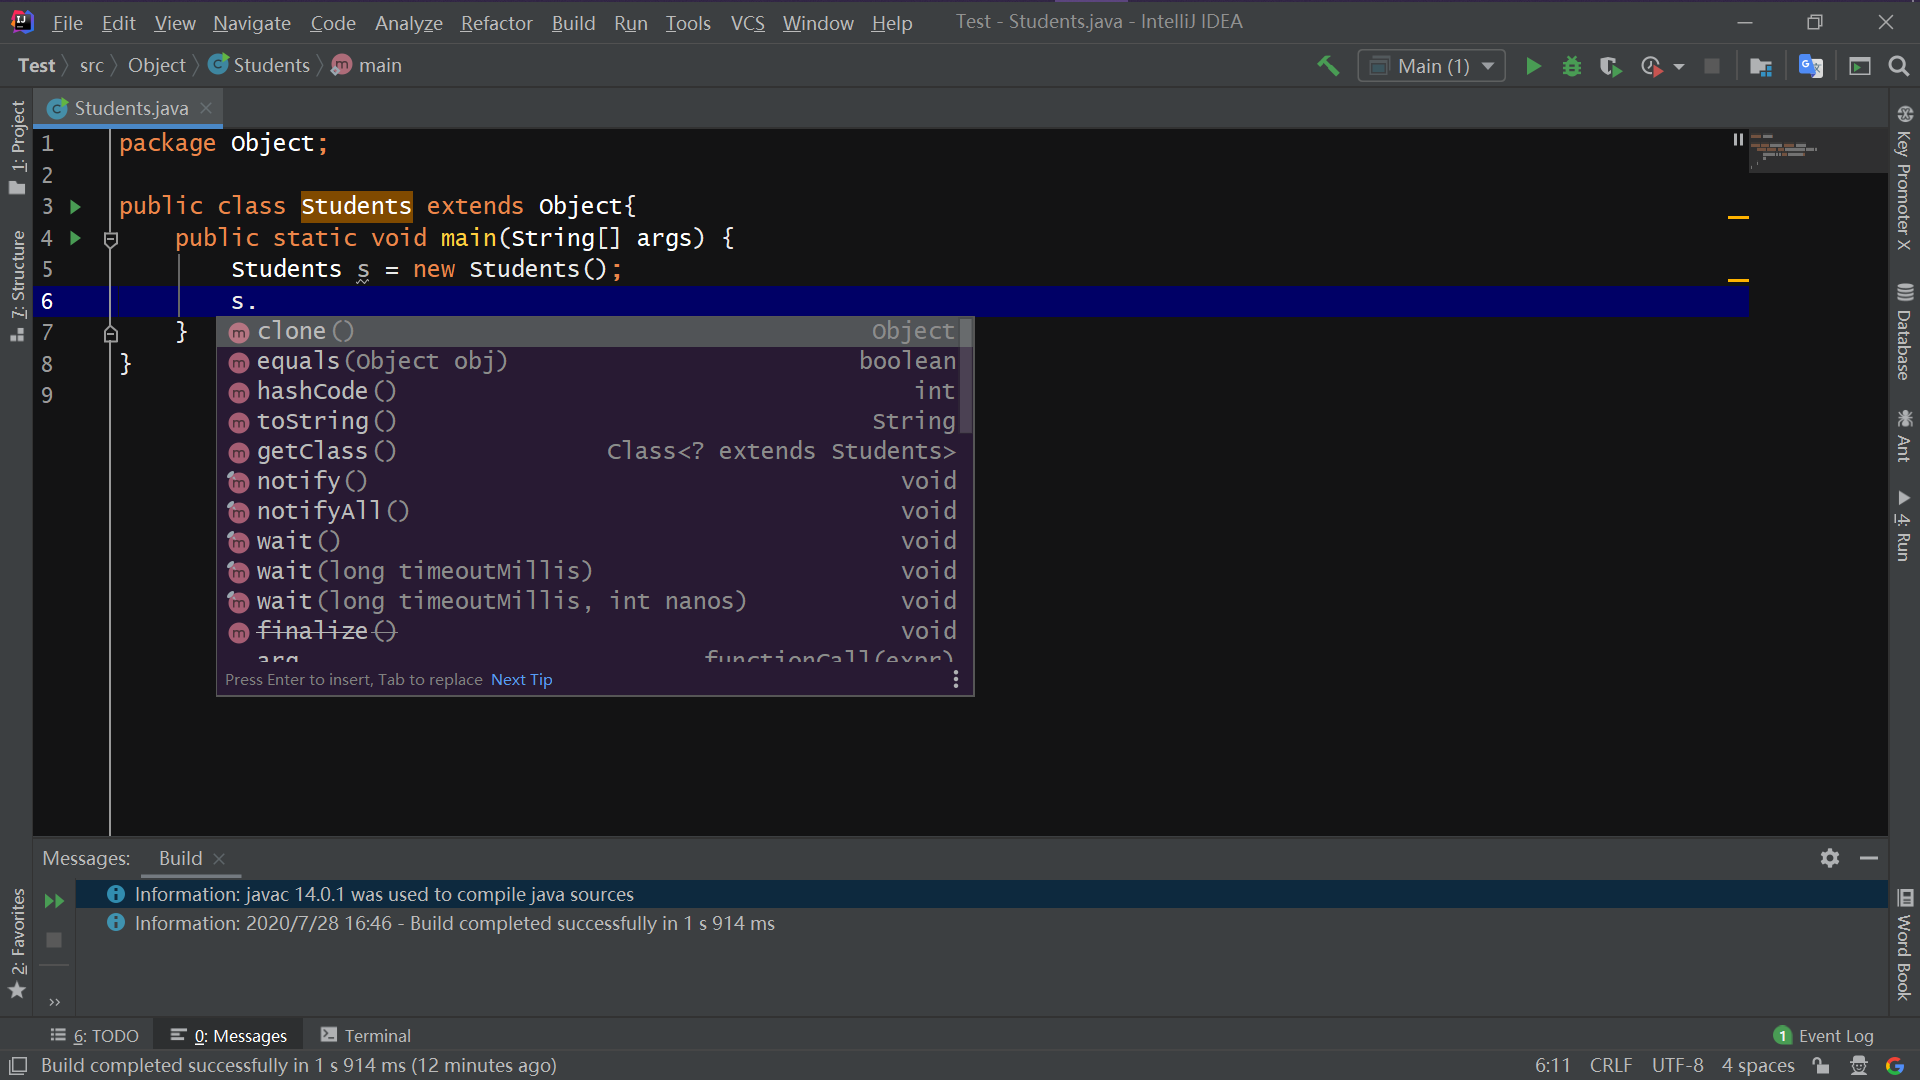 File Edit View Navigate Code Analyze Refactor Build Run Tools VCS Window Help Test - Students.java - IntelliJ IDEA
Test src Object Students main
Main (1)
Students.java
1: Project
7: Structure
2: Favorites
1 package Object;
2
3 public class Students extends Object{
4 public static void main(String[] args) {
5 Students s = new Students();
6 s.
7 }
8 }
9
clone() Object
equals(Object obj) boolean
hashCode() int
toString() String
getClass() Class<? extends Students>
notify() void
notifyAll() void
wait() void
wait(long timeoutMillis) void
wait(long timeoutMillis, int nanos) void
finalize() void
arg functionCall(expr)
Press Enter to insert, Tab to replace Next Tip
Key Promoter X
Database
Ant
4: Run
Word Book
Messages: Build
Information: javac 14.0.1 was used to compile java sources
Information: 2020/7/28 16:46 - Build completed successfully in 1 s 914 ms
6: TODO 0: Messages Terminal 1 Event Log
Build completed successfully in 1 s 914 ms (12 minutes ago) 6:11 CRLF UTF-8 4 spaces